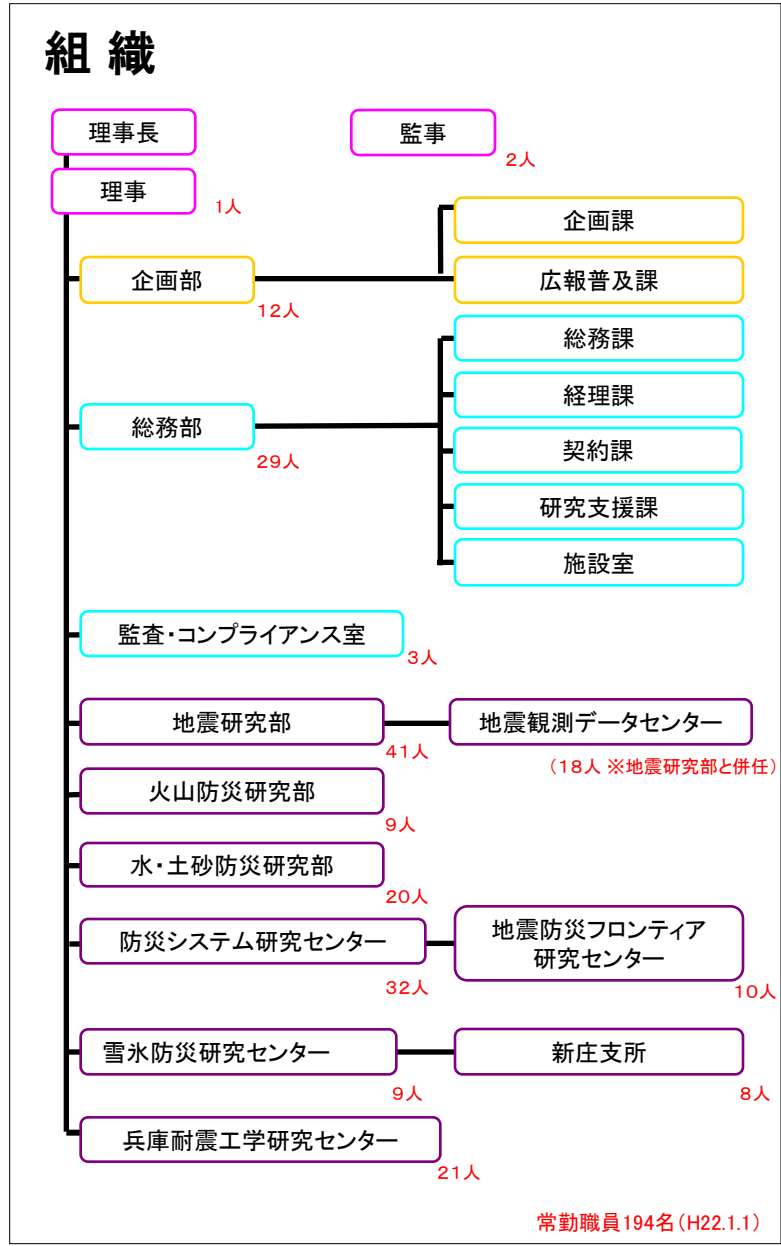 組 織
理事長
監事
2人
理事
1人
企画課
企画部
12人
広報普及課
総務課
経理課
総務部
29人
契約課
研究支援課
施設室
監査・コンプライアンス室
3人
地震研究部
41人
地震観測データセンター
(18人 ※地震研究部と併任)
火山防災研究部
9人
水・土砂防災研究部
20人
防災システム研究センター
32人
地震防災フロンティア
研究センター
10人
雪氷防災研究センター
9人
新庄支所
8人
兵庫耐震工学研究センター
21人
常勤職員194名(H22.1.1)